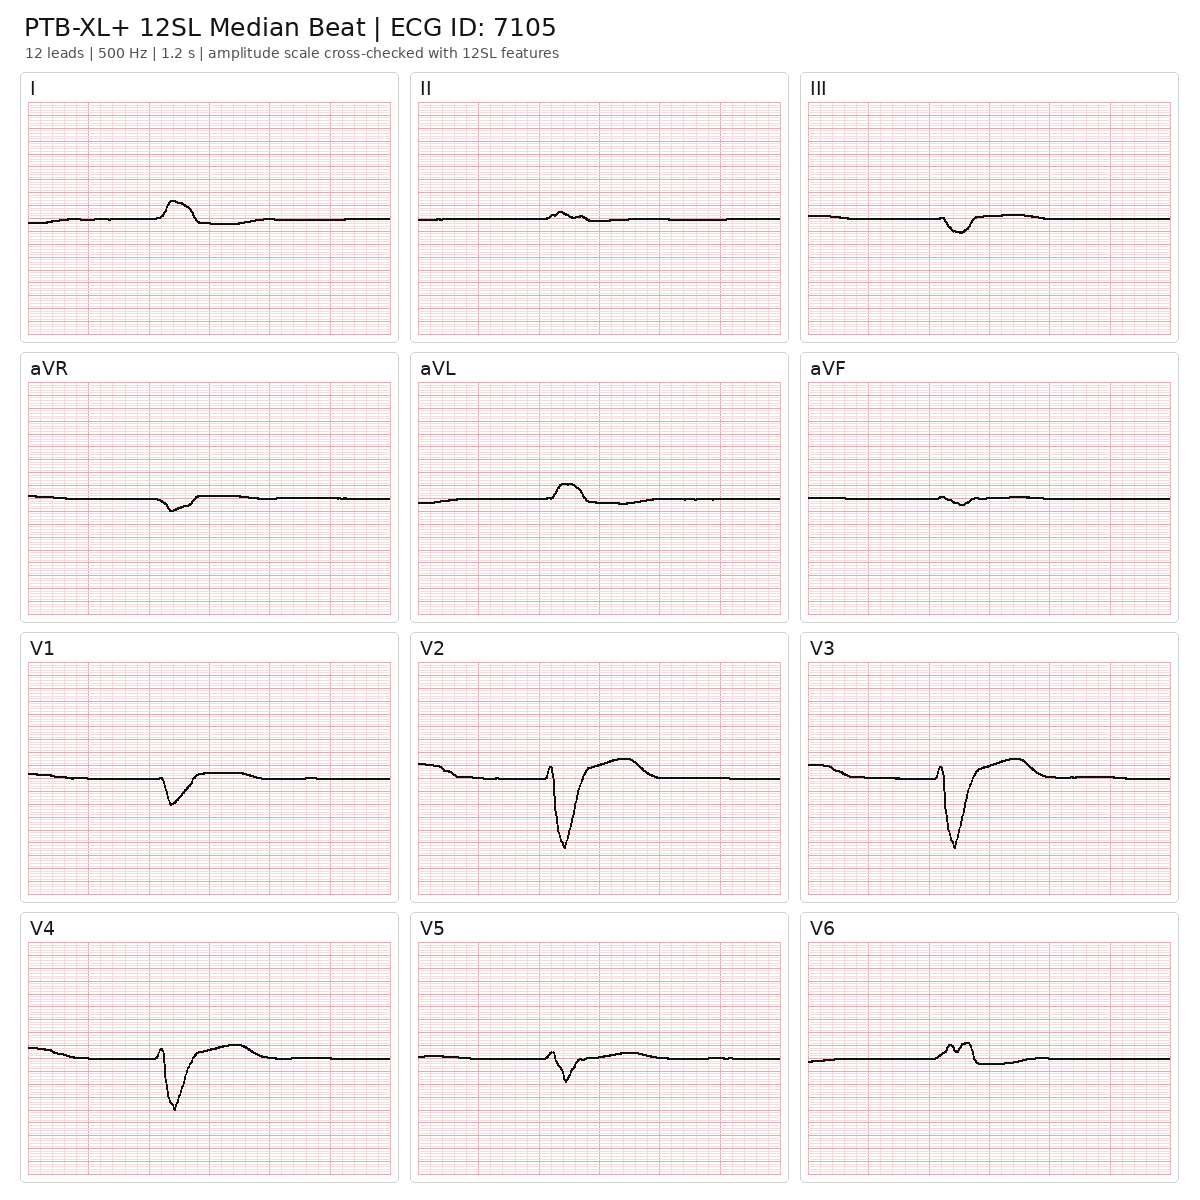 PTB-XL+ 12SL Median Beat | ECG ID: 7105
12 leads | 500 Hz | 1.2 s | amplitude scale cross-checked with 12SL features
I
II
III
aVR
aVL
aVF
V1
V2
V3
V4
V5
V6